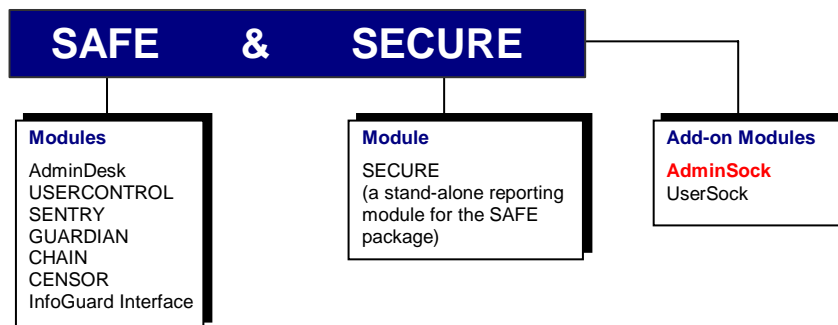 SAFE & SECURE
Modules
AdminDesk
USERCONTROL
SENTRY
GUARDIAN
CHAIN
CENSOR
InfoGuard Interface
Module
SECURE
(a stand-alone reporting
module for the SAFE
package)
Add-on Modules
AdminSock
UserSock